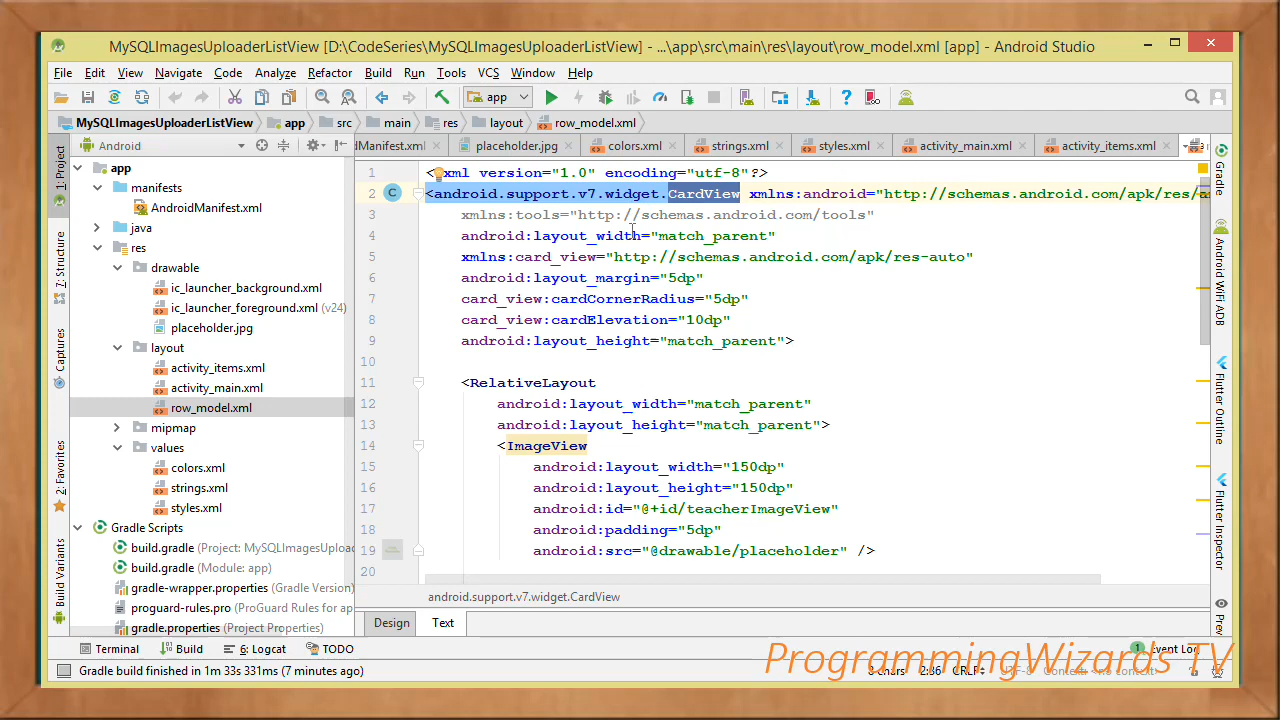 MySQLImagesUploaderListView [D:\CodeSeries\MySQLImagesUploaderListView] - ...\app\src\main\res\layout\row_model.xml [app] - Android Studio
File Edit View Navigate Code Analyze Refactor Build Run Tools VCS Window Help
app
MySQLImagesUploaderListView app src main res layout row_model.xml
Android
dManifest.xml placeholder.jpg colors.xml strings.xml styles.xml activity_main.xml activity_items.xml
1: Project
7: Structure
Captures
2: Favorites
Build Variants
app
manifests
AndroidManifest.xml
java
res
drawable
ic_launcher_background.xml
ic_launcher_foreground.xml (v24)
placeholder.jpg
layout
activity_items.xml
activity_main.xml
row_model.xml
mipmap
values
colors.xml
strings.xml
styles.xml
Gradle Scripts
build.gradle (Project: MySQLImagesUploa
build.gradle (Module: app)
gradle-wrapper.properties (Gradle Version)
proguard-rules.pro (ProGuard Rules for ap
gradle.properties (Project Properties)
1 < xml version="1.0" encoding="utf-8"?>
2 <android.support.v7.widget.CardView xmlns:android="http://schemas.android.com/apk/res/a
3 xmlns:tools="http://schemas.android.com/tools"
4 android:layout_width="match_parent"
5 xmlns:card_view="http://schemas.android.com/apk/res-auto"
6 android:layout_margin="5dp"
7 card_view:cardCornerRadius="5dp"
8 card_view:cardElevation="10dp"
9 android:layout_height="match_parent">
10
11 <RelativeLayout
12 android:layout_width="match_parent"
13 android:layout_height="match_parent">
14 <ImageView
15 android:layout_width="150dp"
16 android:layout_height="150dp"
17 android:id="@+id/teacherImageView"
18 android:padding="5dp"
19 android:src="@drawable/placeholder" />
20
android.support.v7.widget.CardView
Design Text
Gradle
Android WiFi ADB
Flutter Outline
Flutter Inspector
Terminal Build 6: Logcat TODO
1 Event Log
Gradle build finished in 1m 33s 331ms (7 minutes ago)
8 chars 2:36 CRLF UTF-8 Context: <no context>
ProgrammingWizards TV